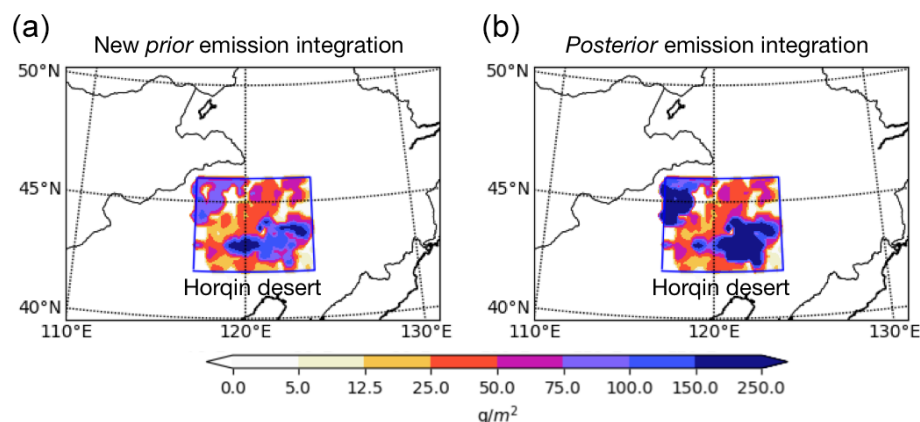 (a)
New prior emission integration
(b)
Posterior emission integration
50°N
45°N
40°N
110°E
120°E
130°E
Horqin desert
50°N
45°N
40°N
110°E
120°E
130°E
Horqin desert
0.0 5.0 12.5 25.0 50.0 75.0 100.0 150.0 250.0
g/m²